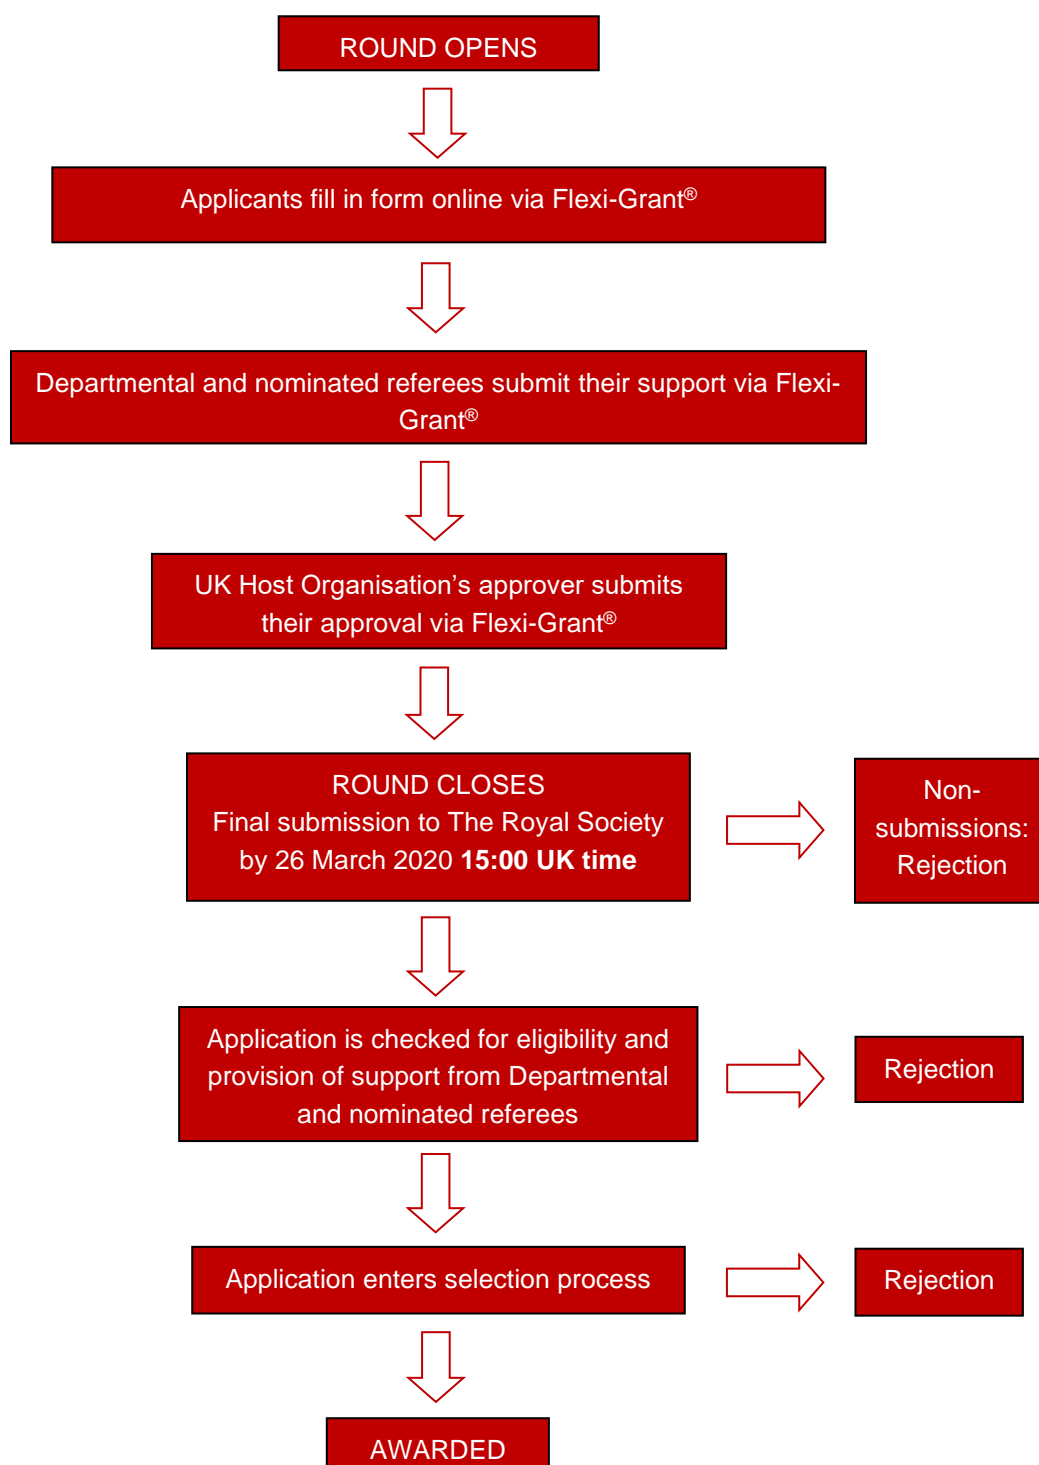 ROUND OPENS
Applicants fill in form online via Flexi-Grant®
Departmental and nominated referees submit their support via Flexi-
Grant®
UK Host Organisation’s approver submits
their approval via Flexi-Grant®
ROUND CLOSES
Final submission to The Royal Society
by 26 March 2020 15:00 UK time
Non-
submissions:
Rejection
Application is checked for eligibility and
provision of support from Departmental
and nominated referees
Rejection
Application enters selection process
Rejection
AWARDED